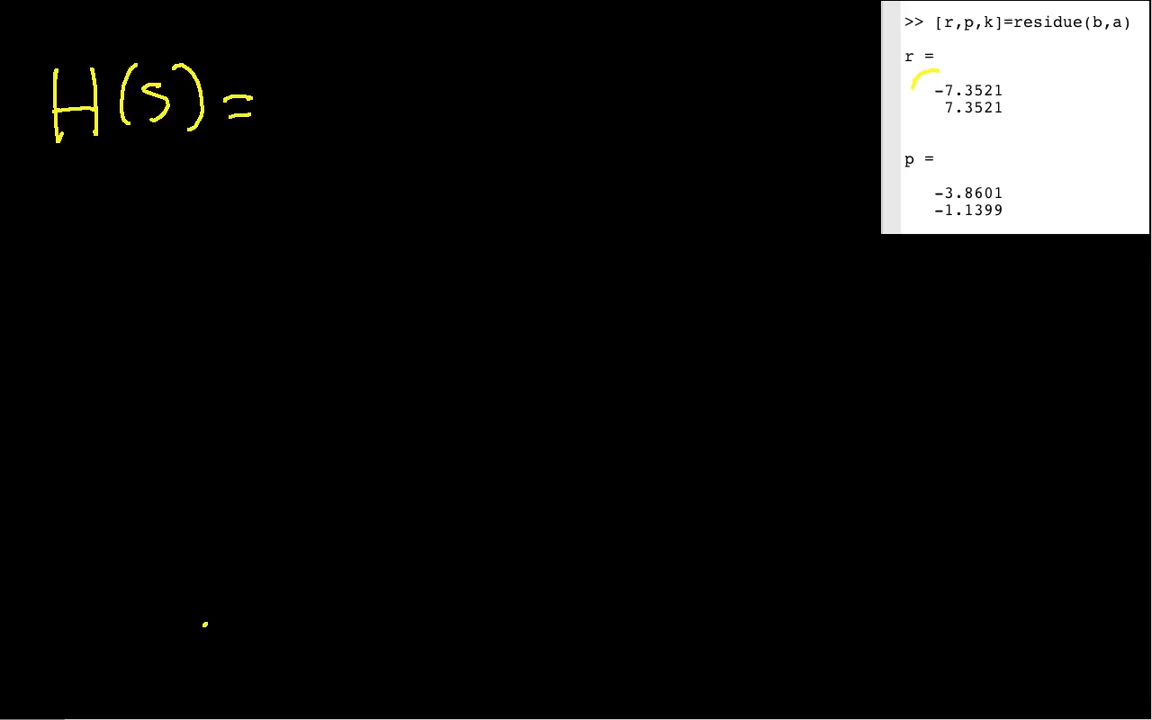 H(s)=
>> [r,p,k]=residue(b,a)
r =
-7.3521
7.3521
p =
-3.8601
-1.1399